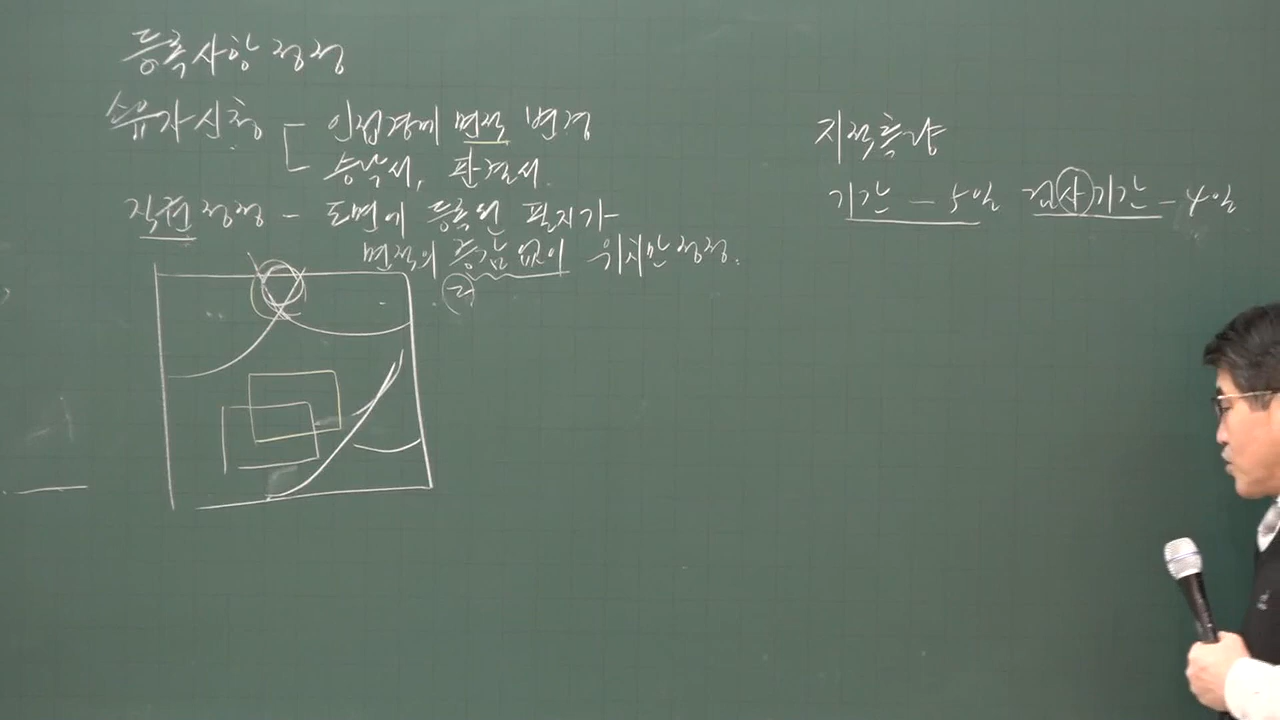 등록사항정정
소유자신청 인접경계 면적 변경
승낙서, 판결서.
직권정정 - 도면에 등록된 필지가
면적의 증감없이 위치만정정.
지적측량
기간 - 5일 검사기간 - 4일